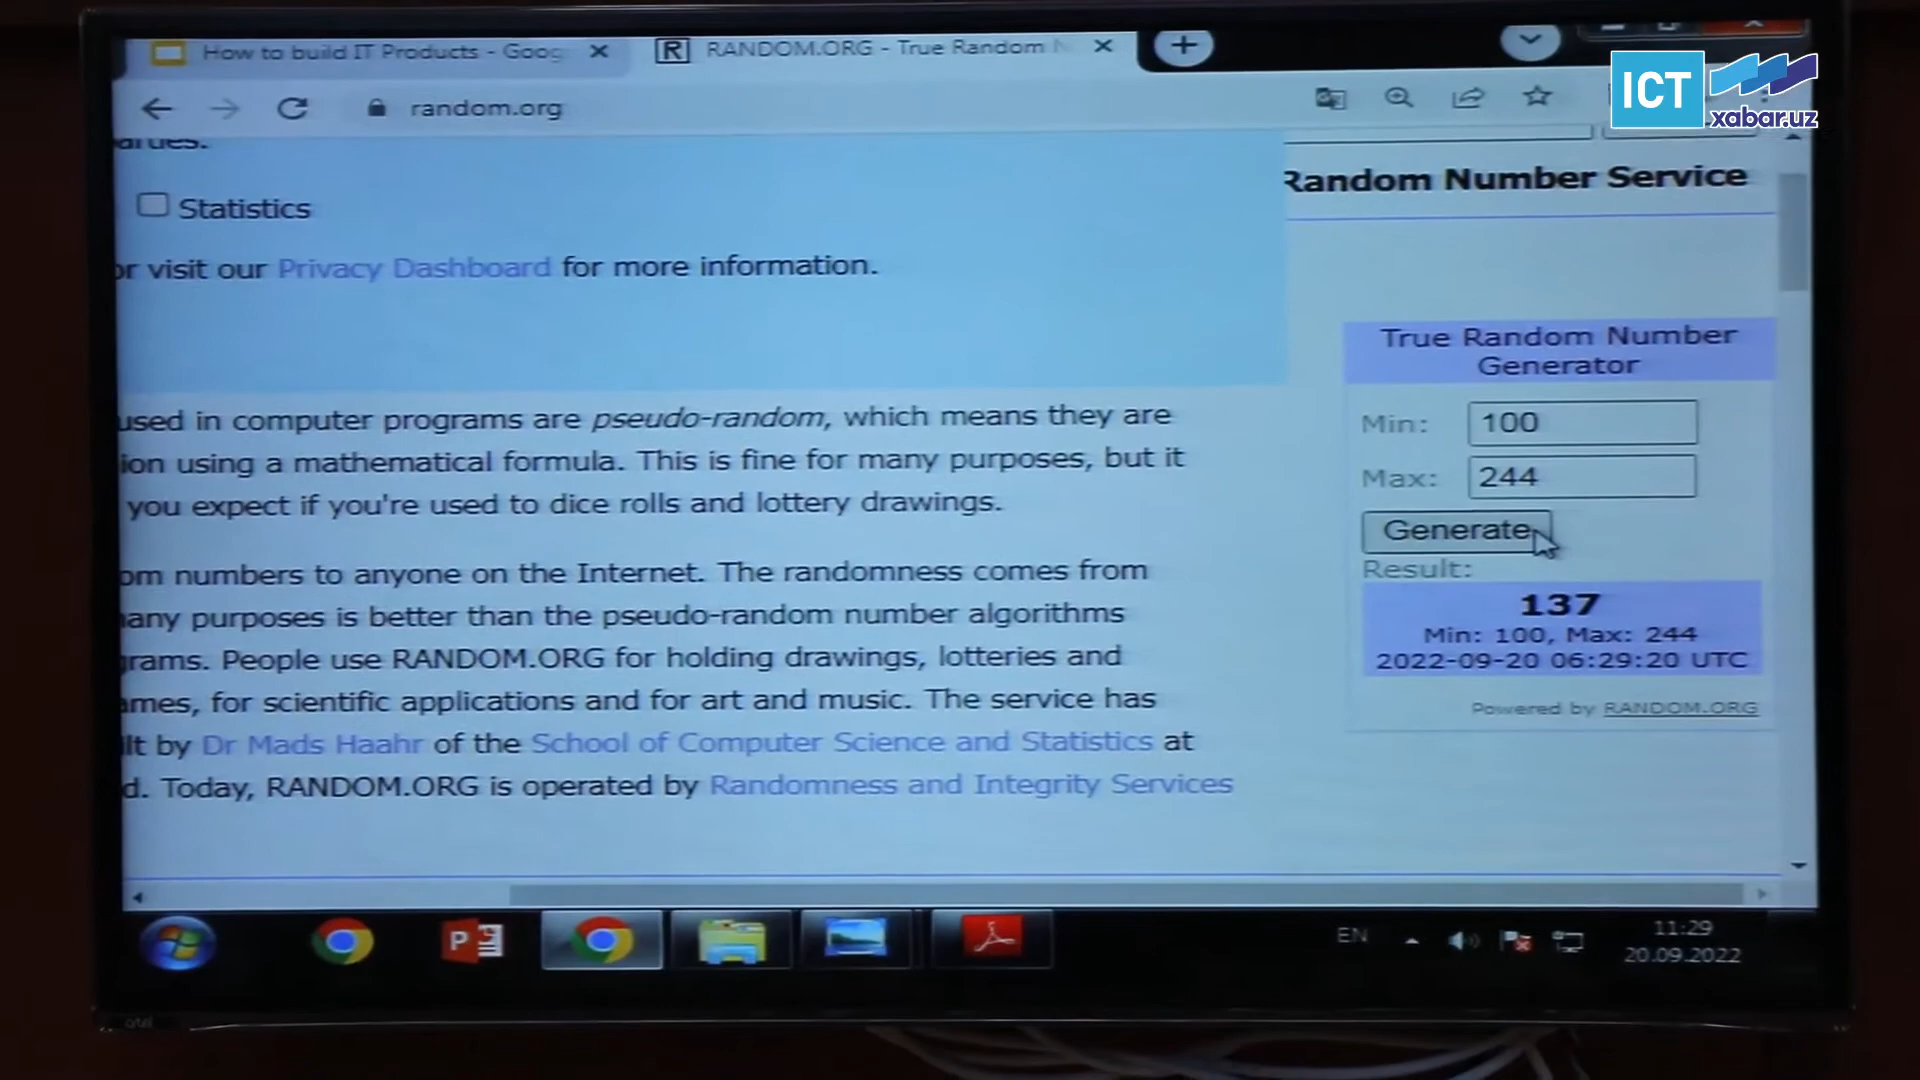 How to build IT Products - Goog
RANDOM.ORG - True Random N
random.org
ICT
xabar.uz
Random Number Service
Statistics
or visit our Privacy Dashboard for more information.
True Random Number
Generator
Min: 100
Max: 244
Generate
Result:
137
Min: 100, Max: 244
2022-09-20 06:29:20 UTC
Powered by RANDOM.ORG
used in computer programs are pseudo-random, which means they are
ion using a mathematical formula. This is fine for many purposes, but it
you expect if you're used to dice rolls and lottery drawings.
om numbers to anyone on the Internet. The randomness comes from
many purposes is better than the pseudo-random number algorithms
grams. People use RANDOM.ORG for holding drawings, lotteries and
ames, for scientific applications and for art and music. The service has
ilt by Dr Mads Haahr of the School of Computer Science and Statistics at
d. Today, RANDOM.ORG is operated by Randomness and Integrity Services
EN
11:29
20.09.2022
artel